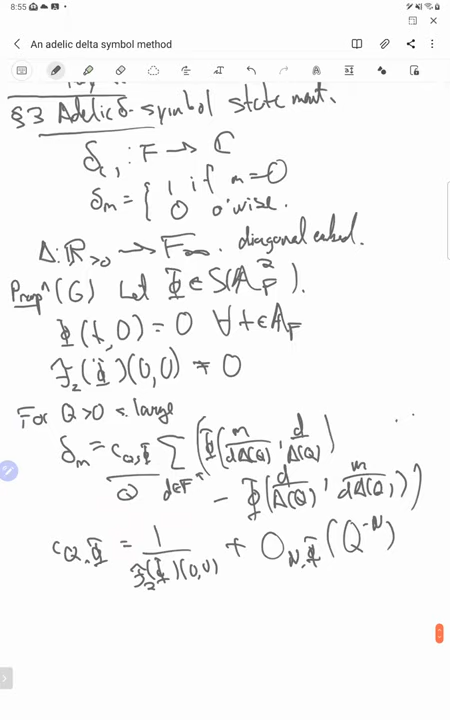 8:55
An adelic delta symbol method
§3 Adelic δ-symbol statement.
δ_(.) : F → ℂ
δ_m = { 1 if m=0
0 o'wise.
Δ: ℝ_{>0} → F_∞ diagonal embed.
Prop^n (G) Let Φ ∈ S(A_F^2).
Φ(t, 0) = 0 ∀ t ∈ A_F
F_2(Φ)(0,0) ≠ 0
For Q>0 s. large
δ_m = c_{Q,Φ}/Q Σ_{d∈F^×} (Φ(m/dΔ(Q), d/Δ(Q))
- Φ(d/Δ(Q), m/dΔ(Q)))
c_{Q,Φ} = 1/F_2(Φ)(0,0) + O_{N,Φ}(Q^{-N})